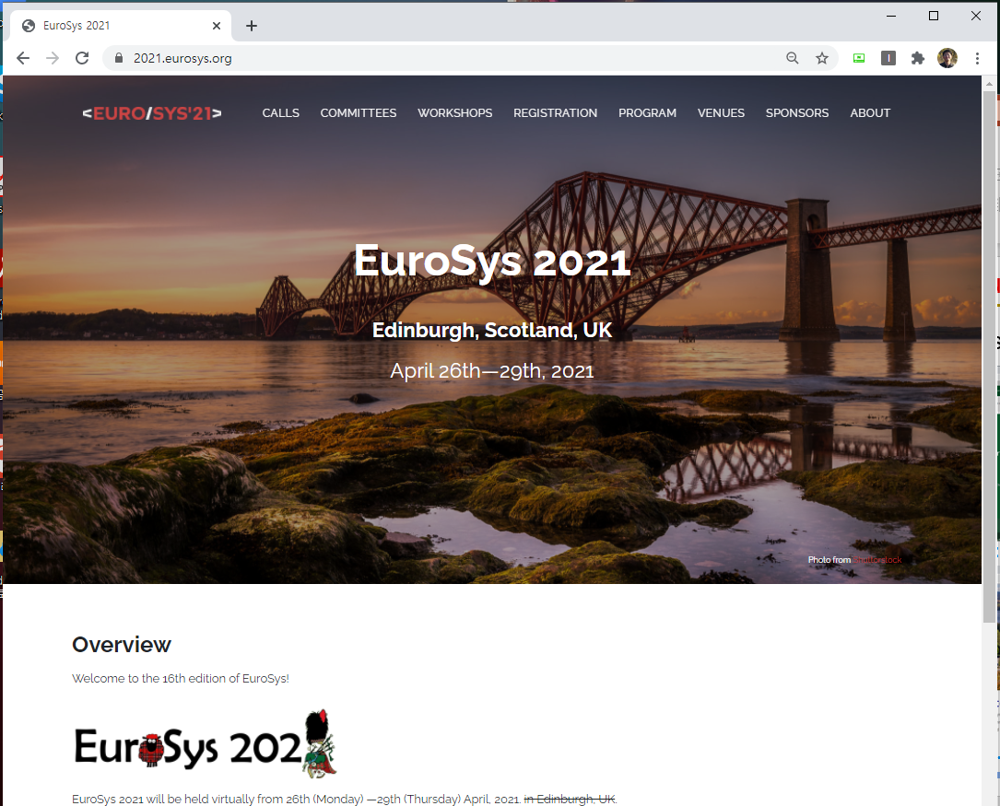 EuroSys 2021
2021.eurosys.org
<EURO/SYS'21>
CALLS COMMITTEES WORKSHOPS REGISTRATION PROGRAM VENUES SPONSORS ABOUT
EuroSys 2021
Edinburgh, Scotland, UK
April 26th—29th, 2021
Photo from Shutterstock
Overview
Welcome to the 16th edition of EuroSys!
EuroSys 202
EuroSys 2021 will be held virtually from 26th (Monday) —29th (Thursday) April, 2021. in Edinburgh, UK.